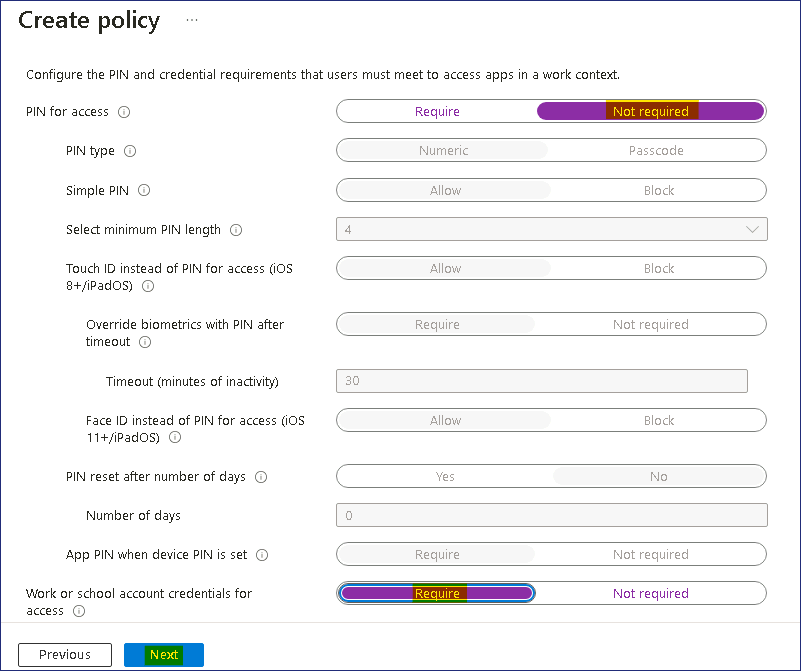 Create policy ...
Configure the PIN and credential requirements that users must meet to access apps in a work context.
PIN for access Require Not required
PIN type Numeric Passcode
Simple PIN Allow Block
Select minimum PIN length 4
Touch ID instead of PIN for access (iOS
8+/iPadOS) Allow Block
Override biometrics with PIN after
timeout Require Not required
Timeout (minutes of inactivity) 30
Face ID instead of PIN for access (iOS
11+/iPadOS) Allow Block
PIN reset after number of days Yes No
Number of days 0
App PIN when device PIN is set Require Not required
Work or school account credentials for
access Require Not required
Previous Next